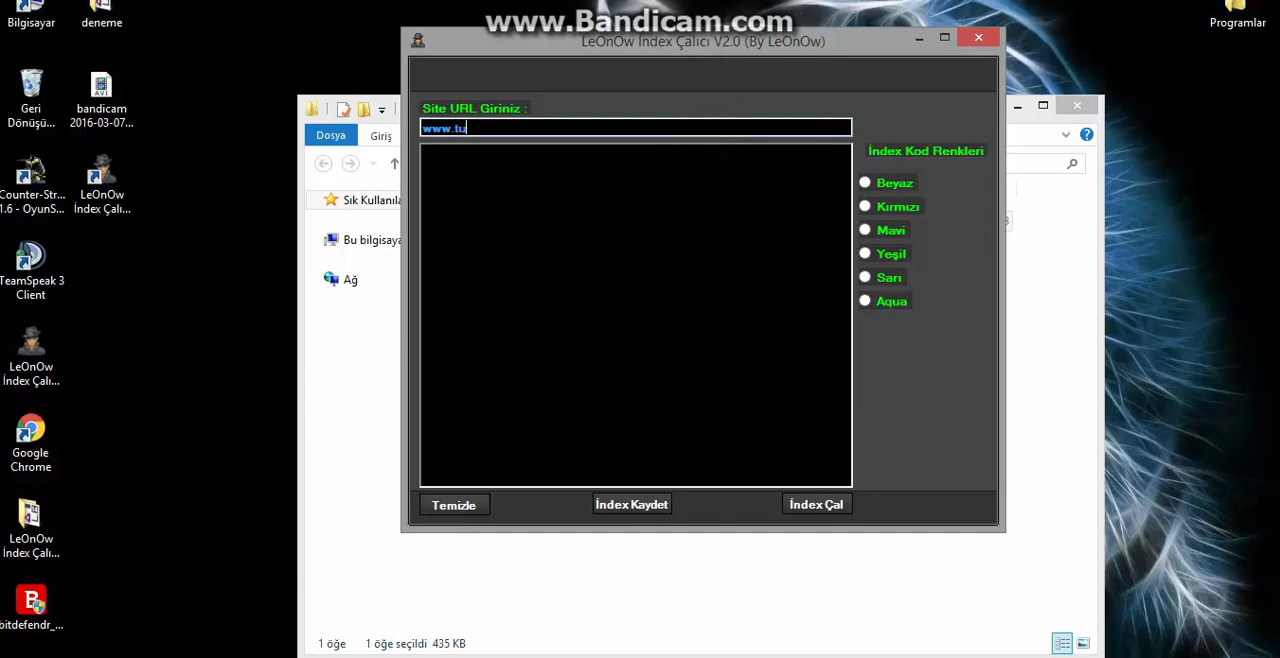 www.Bandicam.com
LeOnOw İndex Çalıcı V2.0 (By LeOnOw)
Bilgisayar
deneme
Programlar
Geri
Dönüşü...
bandicam
2016-03-07...
Counter-Str...
1.6 - OyunS...
LeOnOw
İndex Çalı...
TeamSpeak 3
Client
LeOnOw
İndex Çalı...
Google
Chrome
LeOnOw
İndex Çalı...
bitdefendr_...
Dosya
Giriş
Sık Kullanıla
Bu bilgisaya
Ağ
Site URL Giriniz :
www.tu
İndex Kod Renkleri
Beyaz
Kırmızı
Mavi
Yeşil
Sarı
Aqua
Temizle
İndex Kaydet
İndex Çal
1 öğe
1 öğe seçildi 435 KB